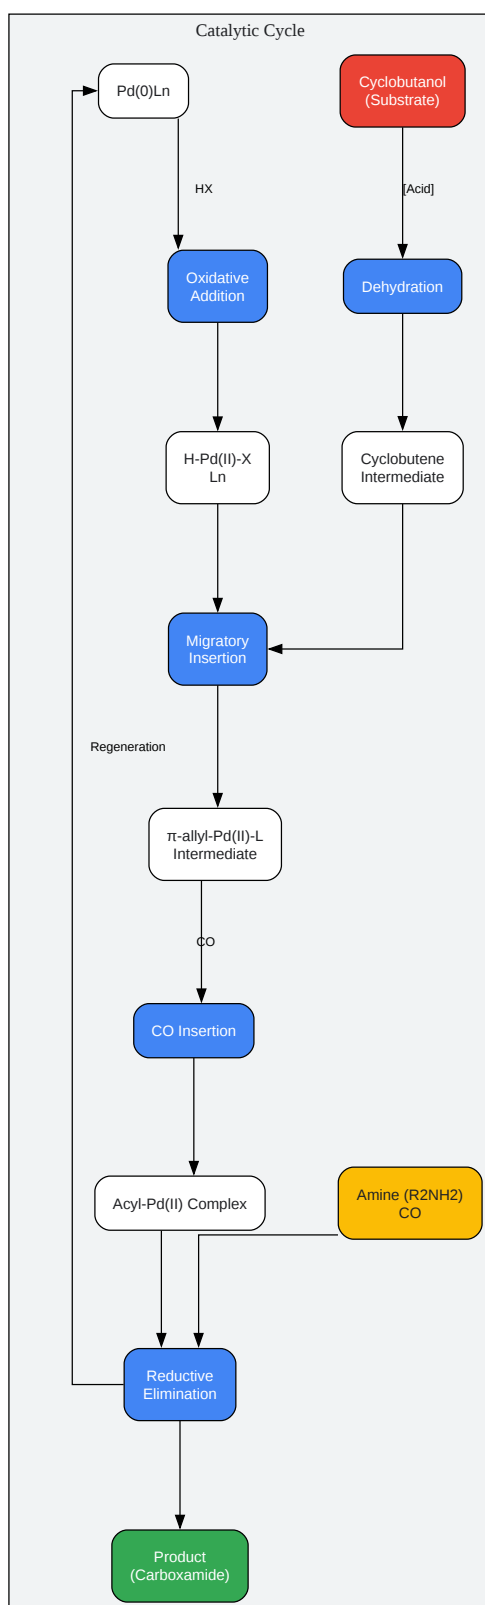 Catalytic Cycle
Pd(0)Ln
Cyclobutanol
(Substrate)
HX
[Acid]
Oxidative
Addition
Dehydration
H-Pd(II)-X
Ln
Cyclobutene
Intermediate
Migratory
Insertion
Regeneration
π-allyl-Pd(II)-L
Intermediate
CO
CO Insertion
Acyl-Pd(II) Complex
Amine (R2NH2)
CO
Reductive
Elimination
Product
(Carboxamide)